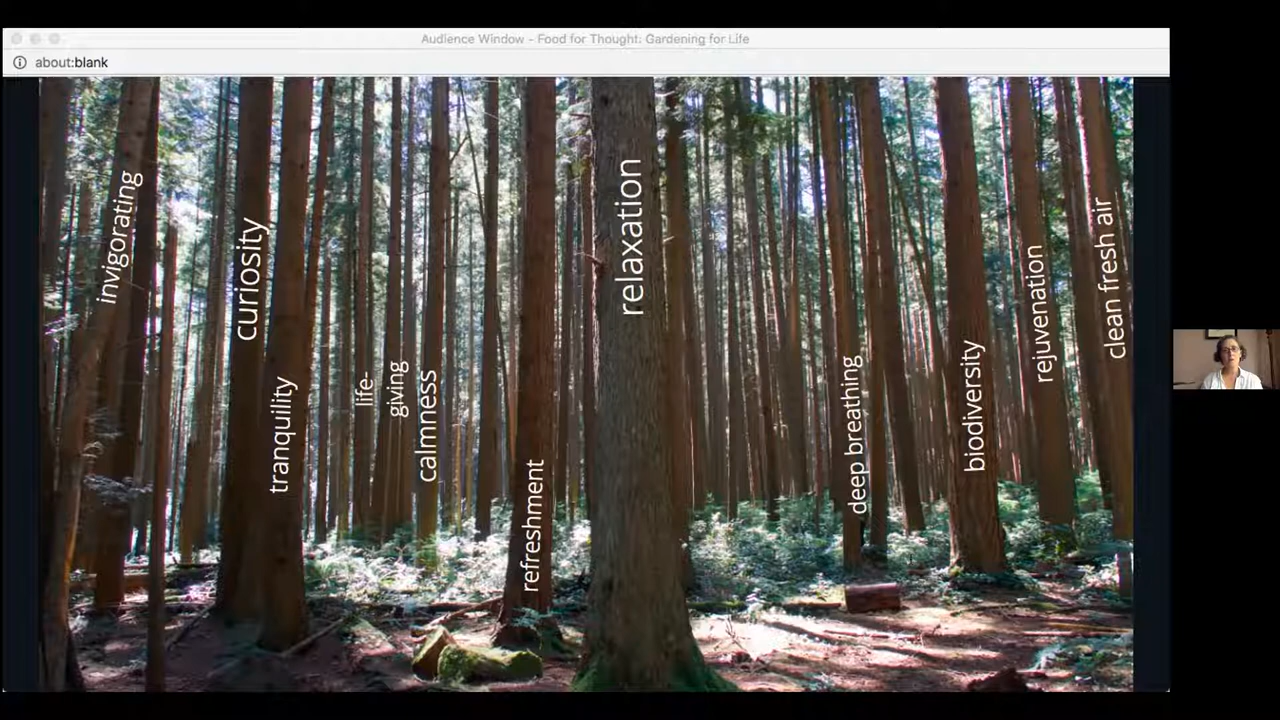 Audience Window - Food for Thought: Gardening for Life
about:blank
invigorating
curiosity
tranquility
life-
giving
calmness
refreshment
relaxation
deep breathing
biodiversity
rejuvenation
clean fresh air